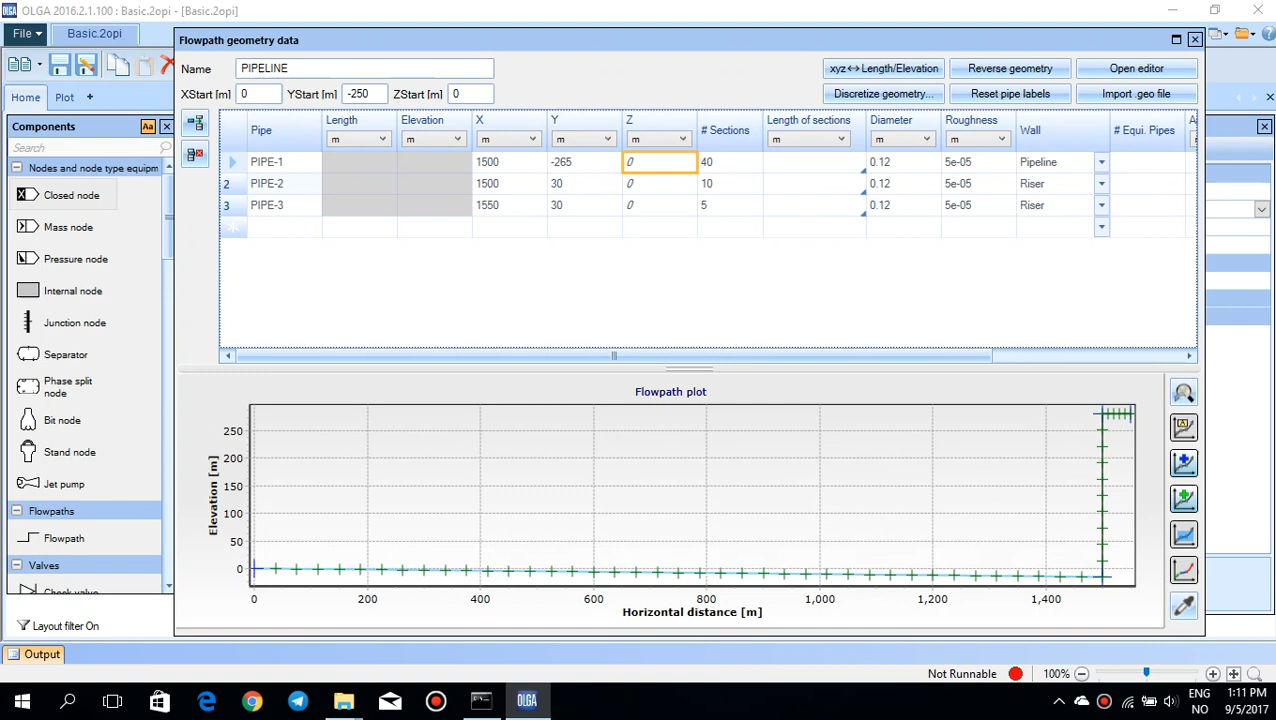 OLGA 2016.2.1.100 : Basic.2opi - [Basic.2opi]
File
Basic.2opi
Flowpath geometry data
Name PIPELINE
xyz<->Length/Elevation Reverse geometry Open editor
XStart [m] 0 YStart [m] -250 ZStart [m] 0
Discretize geometry... Reset pipe labels Import .geo file
Home Plot
Components Aa
Search
Nodes and node type equipm
Closed node
Mass node
Pressure node
Internal node
Junction node
Separator
Phase split
node
Bit node
Stand node
Jet pump
Flowpaths
Flowpath
Valves
Check valve
Layout filter On
Pipe Length Elevation X Y Z # Sections Length of sections Diameter Roughness Wall # Equi. Pipes A
m m m m m m m m
PIPE-1 1500 -265 0 40 0.12 5e-05 Pipeline
2 PIPE-2 1500 30 0 10 0.12 5e-05 Riser
3 PIPE-3 1550 30 0 5 0.12 5e-05 Riser
Flowpath plot
Elevation [m]
250
200
150
100
50
0
0 200 400 600 800 1,000 1,200 1,400
Horizontal distance [m]
Output
Not Runnable 100%
OLGA
ENG
NO
1:11 PM
9/5/2017